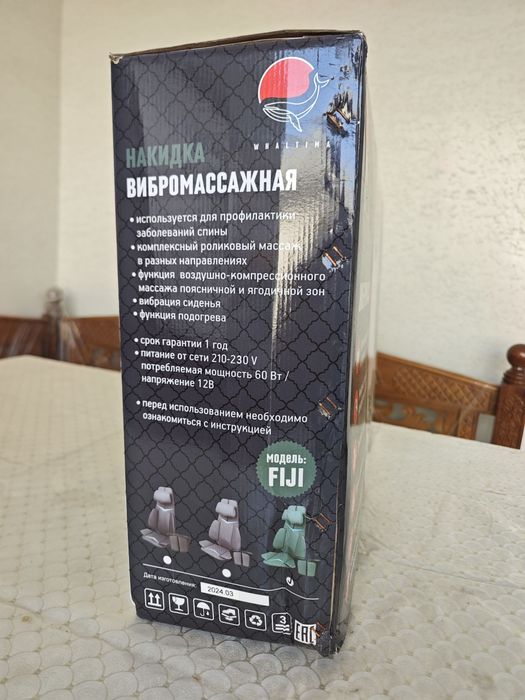 WHALTINA
НАКИДКА
ВИБРОМАССАЖНАЯ
• используется для профилактики
заболеваний спины
• комплексный роликовый массаж
в разных направлениях
• функция воздушно-компрессионного
массажа поясничной и ягодичной зон
• вибрация сиденья
• функция подогрева
• срок гарантии 1 год
• питание от сети 210-230 V
потребляемая мощность 60 Вт /
напряжение 12В
• перед использованием необходимо
ознакомиться с инструкцией
МОДЕЛЬ:
FIJI
Дата изготовления:
2024.03
3
EAC